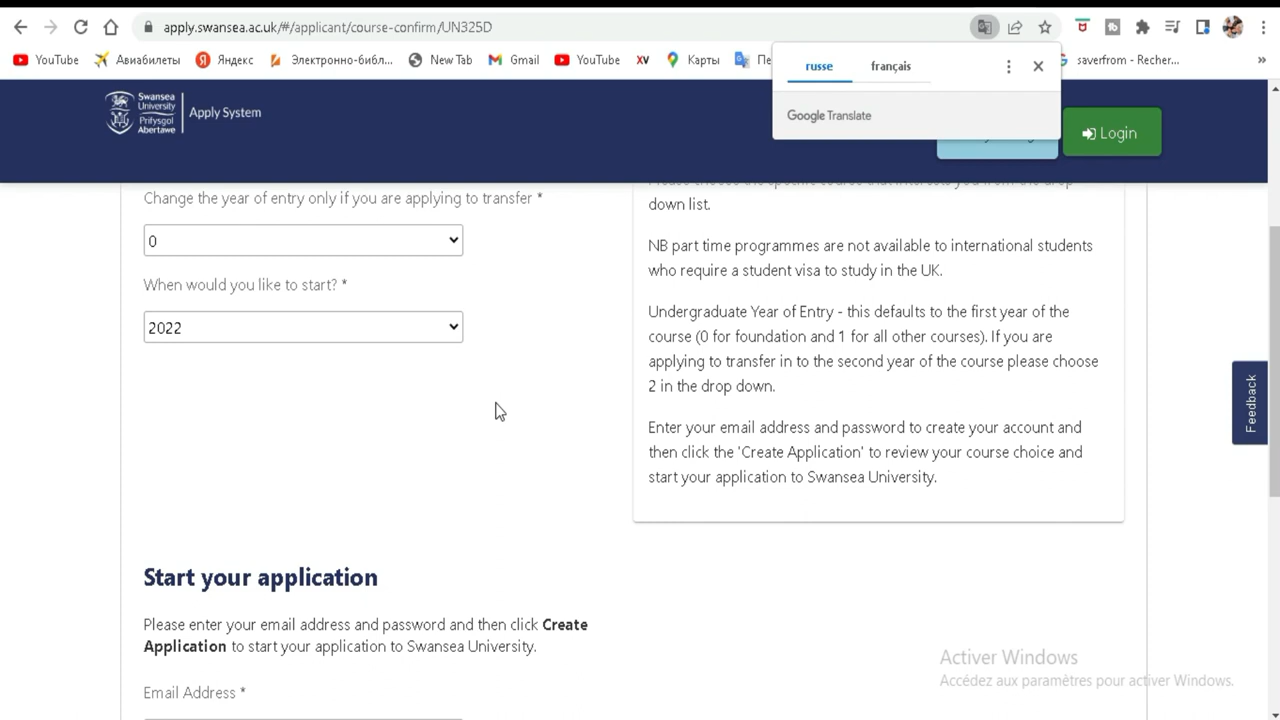 apply.swansea.ac.uk/#/applicant/course-confirm/UN325D
YouTube
Авиабилеты
Яндекс
Электронно-библ...
New Tab
Gmail
YouTube
XV
Карты
Пе
saverfrom - Recher...
»
russe
français
Google Translate
Swansea
University
Prifysgol
Abertawe
Apply System
Login
Change the year of entry only if you are applying to transfer *
0
When would you like to start? *
2022
down list.
NB part time programmes are not available to international students
who require a student visa to study in the UK.
Undergraduate Year of Entry - this defaults to the first year of the
course (0 for foundation and 1 for all other courses). If you are
applying to transfer in to the second year of the course please choose
2 in the drop down.
Enter your email address and password to create your account and
then click the 'Create Application' to review your course choice and
start your application to Swansea University.
Feedback
Start your application
Please enter your email address and password and then click Create
Application to start your application to Swansea University.
Email Address *
Activer Windows
Accédez aux paramètres pour activer Windows.